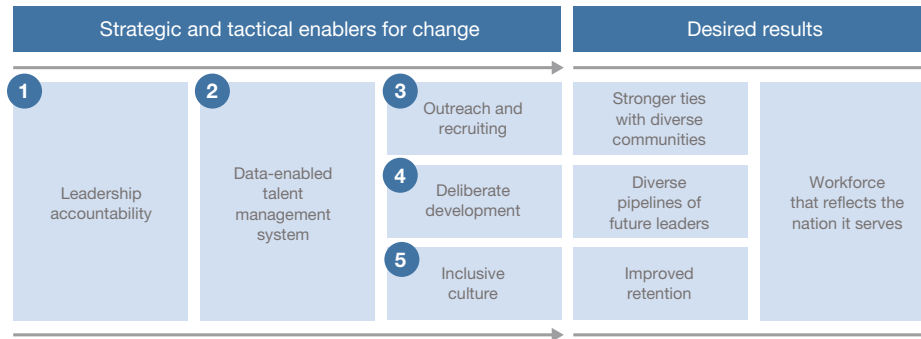 Strategic and tactical enablers for change
Desired results
1
Leadership
accountability
2
Data-enabled
talent
management
system
3
Outreach and
recruiting
4
Deliberate
development
5
Inclusive
culture
Stronger ties
with diverse
communities
Diverse
pipelines of
future leaders
Improved
retention
Workforce
that reflects the
nation it serves